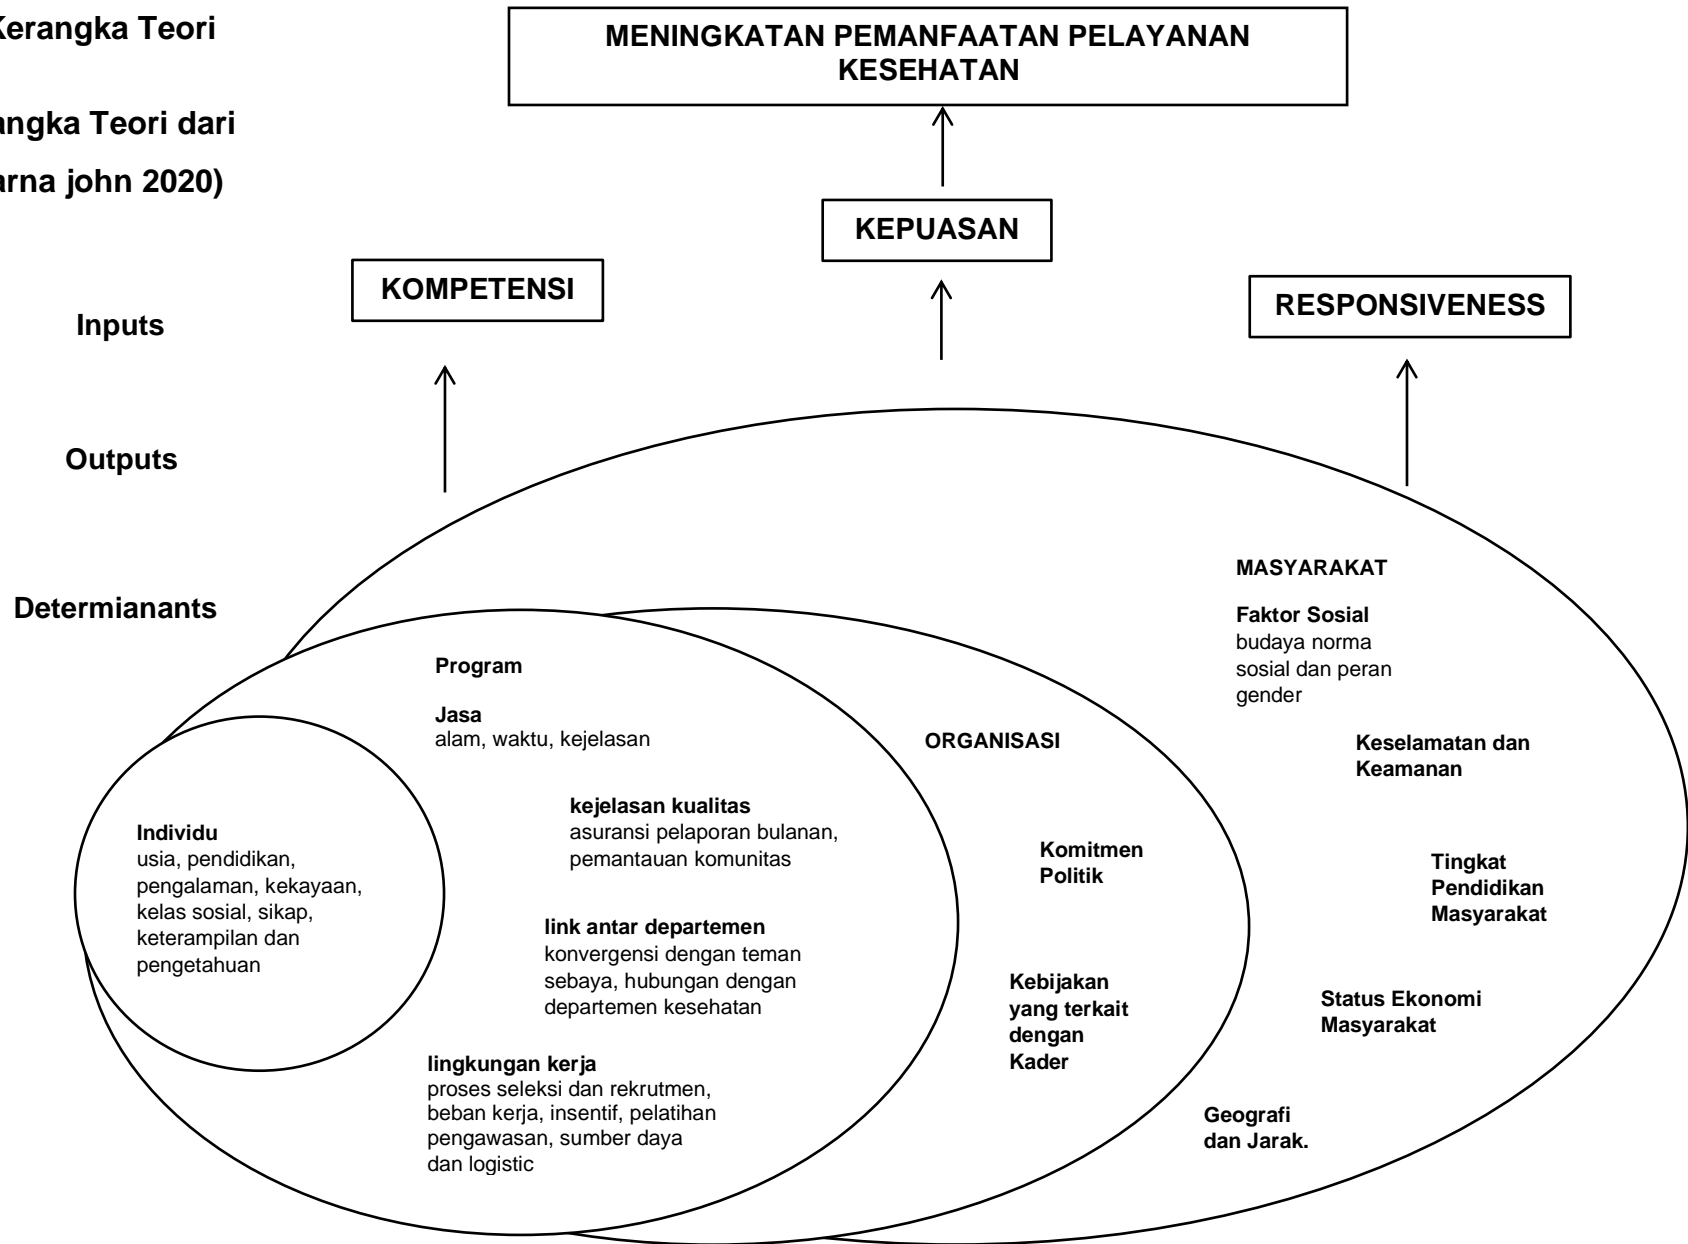 Kerangka Teori
angka Teori dari
arna john 2020)
MENINGKATAN PEMANFAATAN PELAYANAN
KESEHATAN
KEPUASAN
KOMPETENSI
RESPONSIVENESS
Inputs
Outputs
Determianants
MASYARAKAT
Faktor Sosial
budaya norma
sosial dan peran
gender
Keselamatan dan
Keamanan
Tingkat
Pendidikan
Masyarakat
Status Ekonomi
Masyarakat
Geografi
dan Jarak.
ORGANISASI
Komitmen
Politik
Kebijakan
yang terkait
dengan
Kader
Program
Jasa
alam, waktu, kejelasan
kejelasan kualitas
asuransi pelaporan bulanan,
pemantauan komunitas
link antar departemen
konvergensi dengan teman
sebaya, hubungan dengan
departemen kesehatan
lingkungan kerja
proses seleksi dan rekrutmen,
beban kerja, insentif, pelatihan
pengawasan, sumber daya
dan logistic
Individu
usia, pendidikan,
pengalaman, kekayaan,
kelas sosial, sikap,
keterampilan dan
pengetahuan